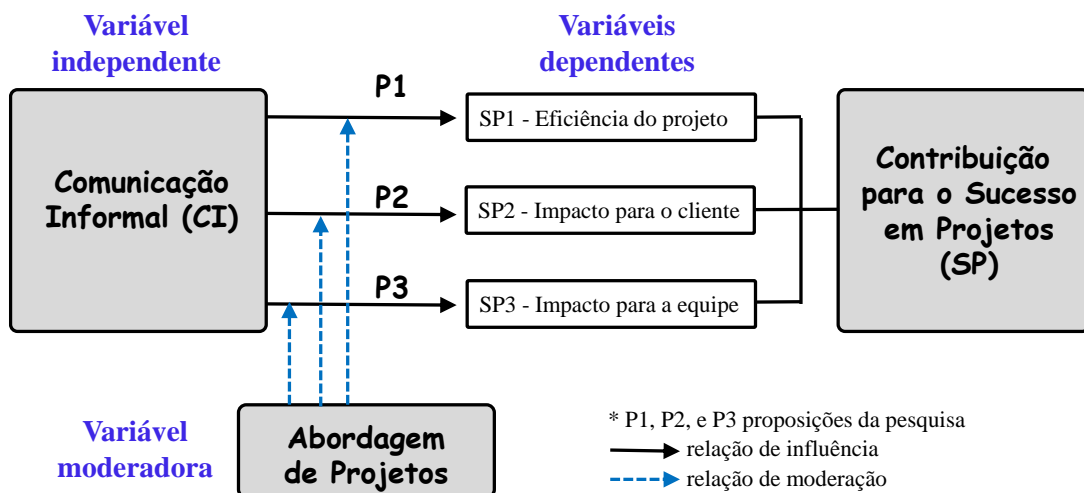 Variável
independente
Variáveis
dependentes
Comunicação
Informal (CI)
P1
P2
P3
SP1 - Eficiência do projeto
SP2 - Impacto para o cliente
SP3 - Impacto para a equipe
Contribuição
para o Sucesso
em Projetos
(SP)
Variável
moderadora
Abordagem
de Projetos
* P1, P2, e P3 proposições da pesquisa
relação de influência
relação de moderação